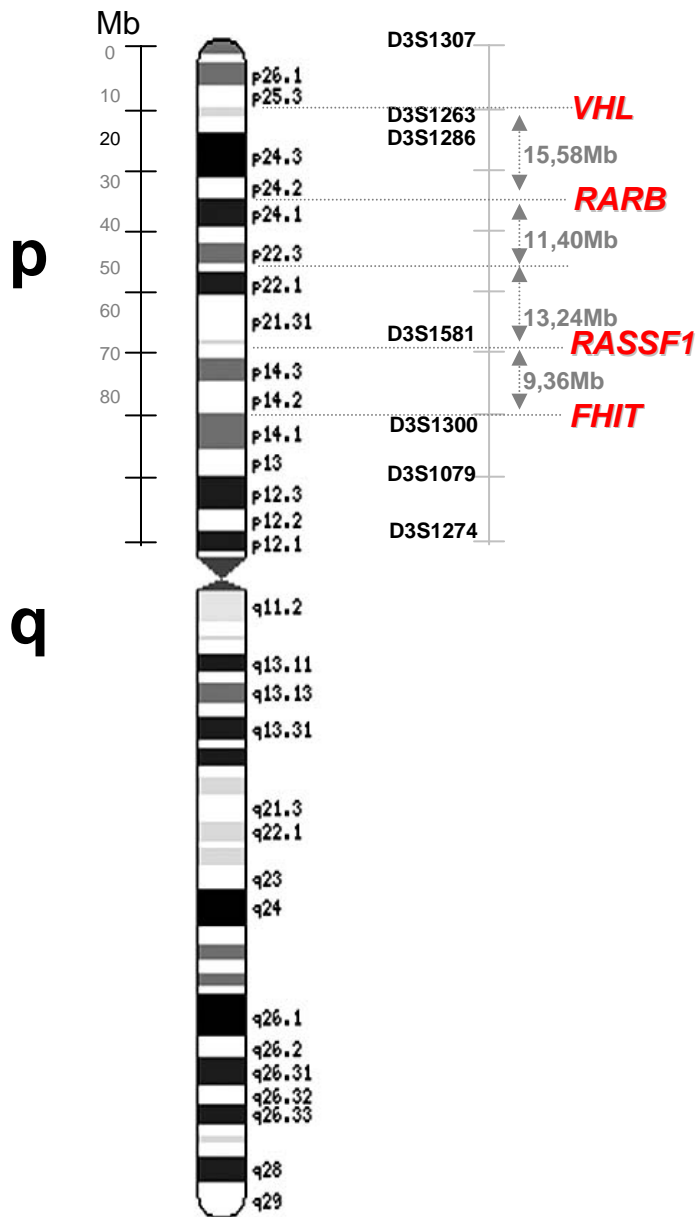 Mb
0
10
20
30
40
50
60
70
80
p
q
p26.1
p25.3
p24.3
p24.2
p24.1
p22.3
p22.1
p21.31
p14.3
p14.2
p14.1
p13
p12.3
p12.2
p12.1
q11.2
q13.11
q13.13
q13.31
q21.3
q22.1
q23
q24
q26.1
q26.2
q26.31
q26.32
q26.33
q28
q29
D3S1307
D3S1263
D3S1286
D3S1581
D3S1300
D3S1079
D3S1274
VHL
15,58Mb
RARB
11,40Mb
13,24Mb
RASSF1
9,36Mb
FHIT